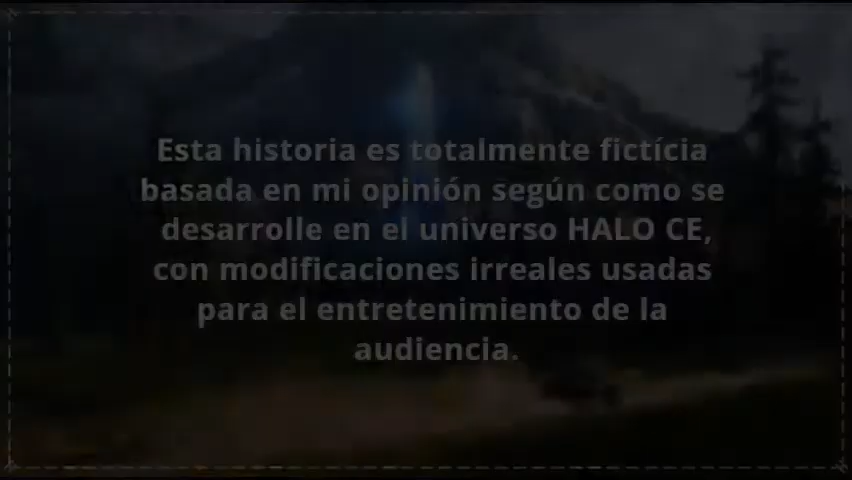 Esta historia es totalmente fictícia
basada en mi opinión según como se
desarrolle en el universo HALO CE,
con modificaciones irreales usadas
para el entretenimiento de la
audiencia.